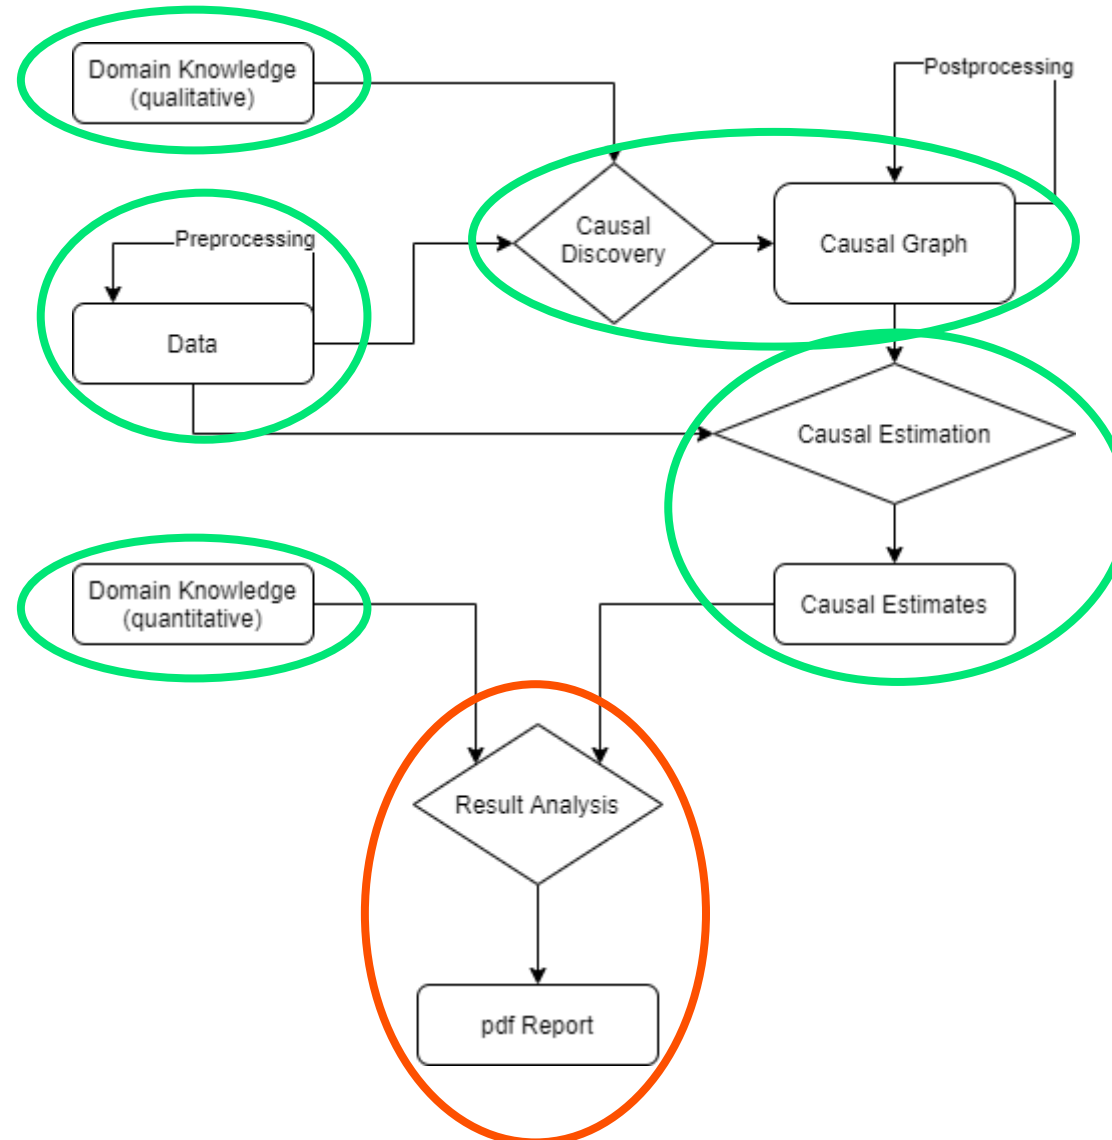 Domain Knowledge
(qualitative)
Postprocessing
Preprocessing
Causal
Discovery
Causal Graph
Data
Causal Estimation
Domain Knowledge
(quantitative)
Causal Estimates
Result Analysis
pdf Report